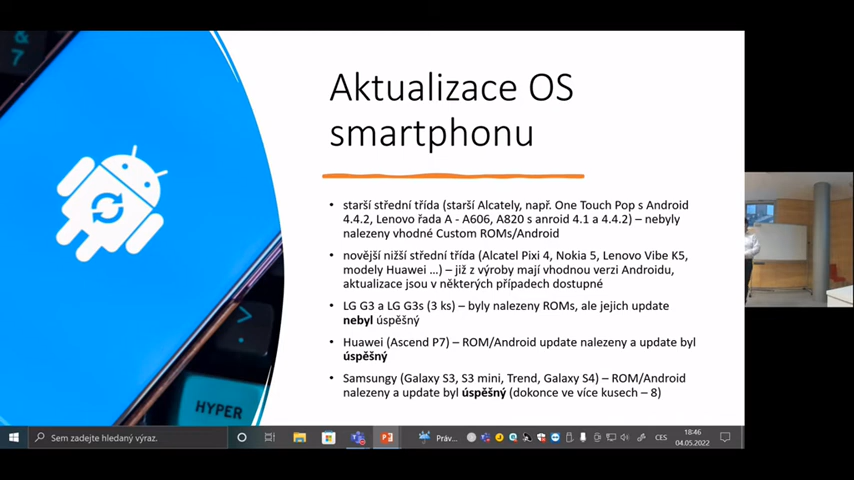 &
7
Aktualizace OS
smartphonu
• starší střední třída (starší Alcately, např. One Touch Pop s Android
4.4.2, Lenovo řada A - A606, A820 s anroid 4.1 a 4.4.2) – nebyly
nalezeny vhodné Custom ROMs/Android
• novější nižší střední třída (Alcatel Pixi 4, Nokia 5, Lenovo Vibe K5,
modely Huawei …) – již z výroby mají vhodnou verzi Androidu,
aktualizace jsou v některých případech dostupné
• LG G3 a LG G3s (3 ks) – byly nalezeny ROMs, ale jejich update
nebyl úspěšný
• Huawei (Ascend P7) – ROM/Android update nalezeny a update byl
úspěšný
• Samsungy (Galaxy S3, S3 mini, Trend, Galaxy S4) – ROM/Android
nalezeny a update byl úspěšný (dokonce ve více kusech – 8)
HYPER
Sem zadejte hledaný výraz.
Práv...
CES
18:46
04.05.2022